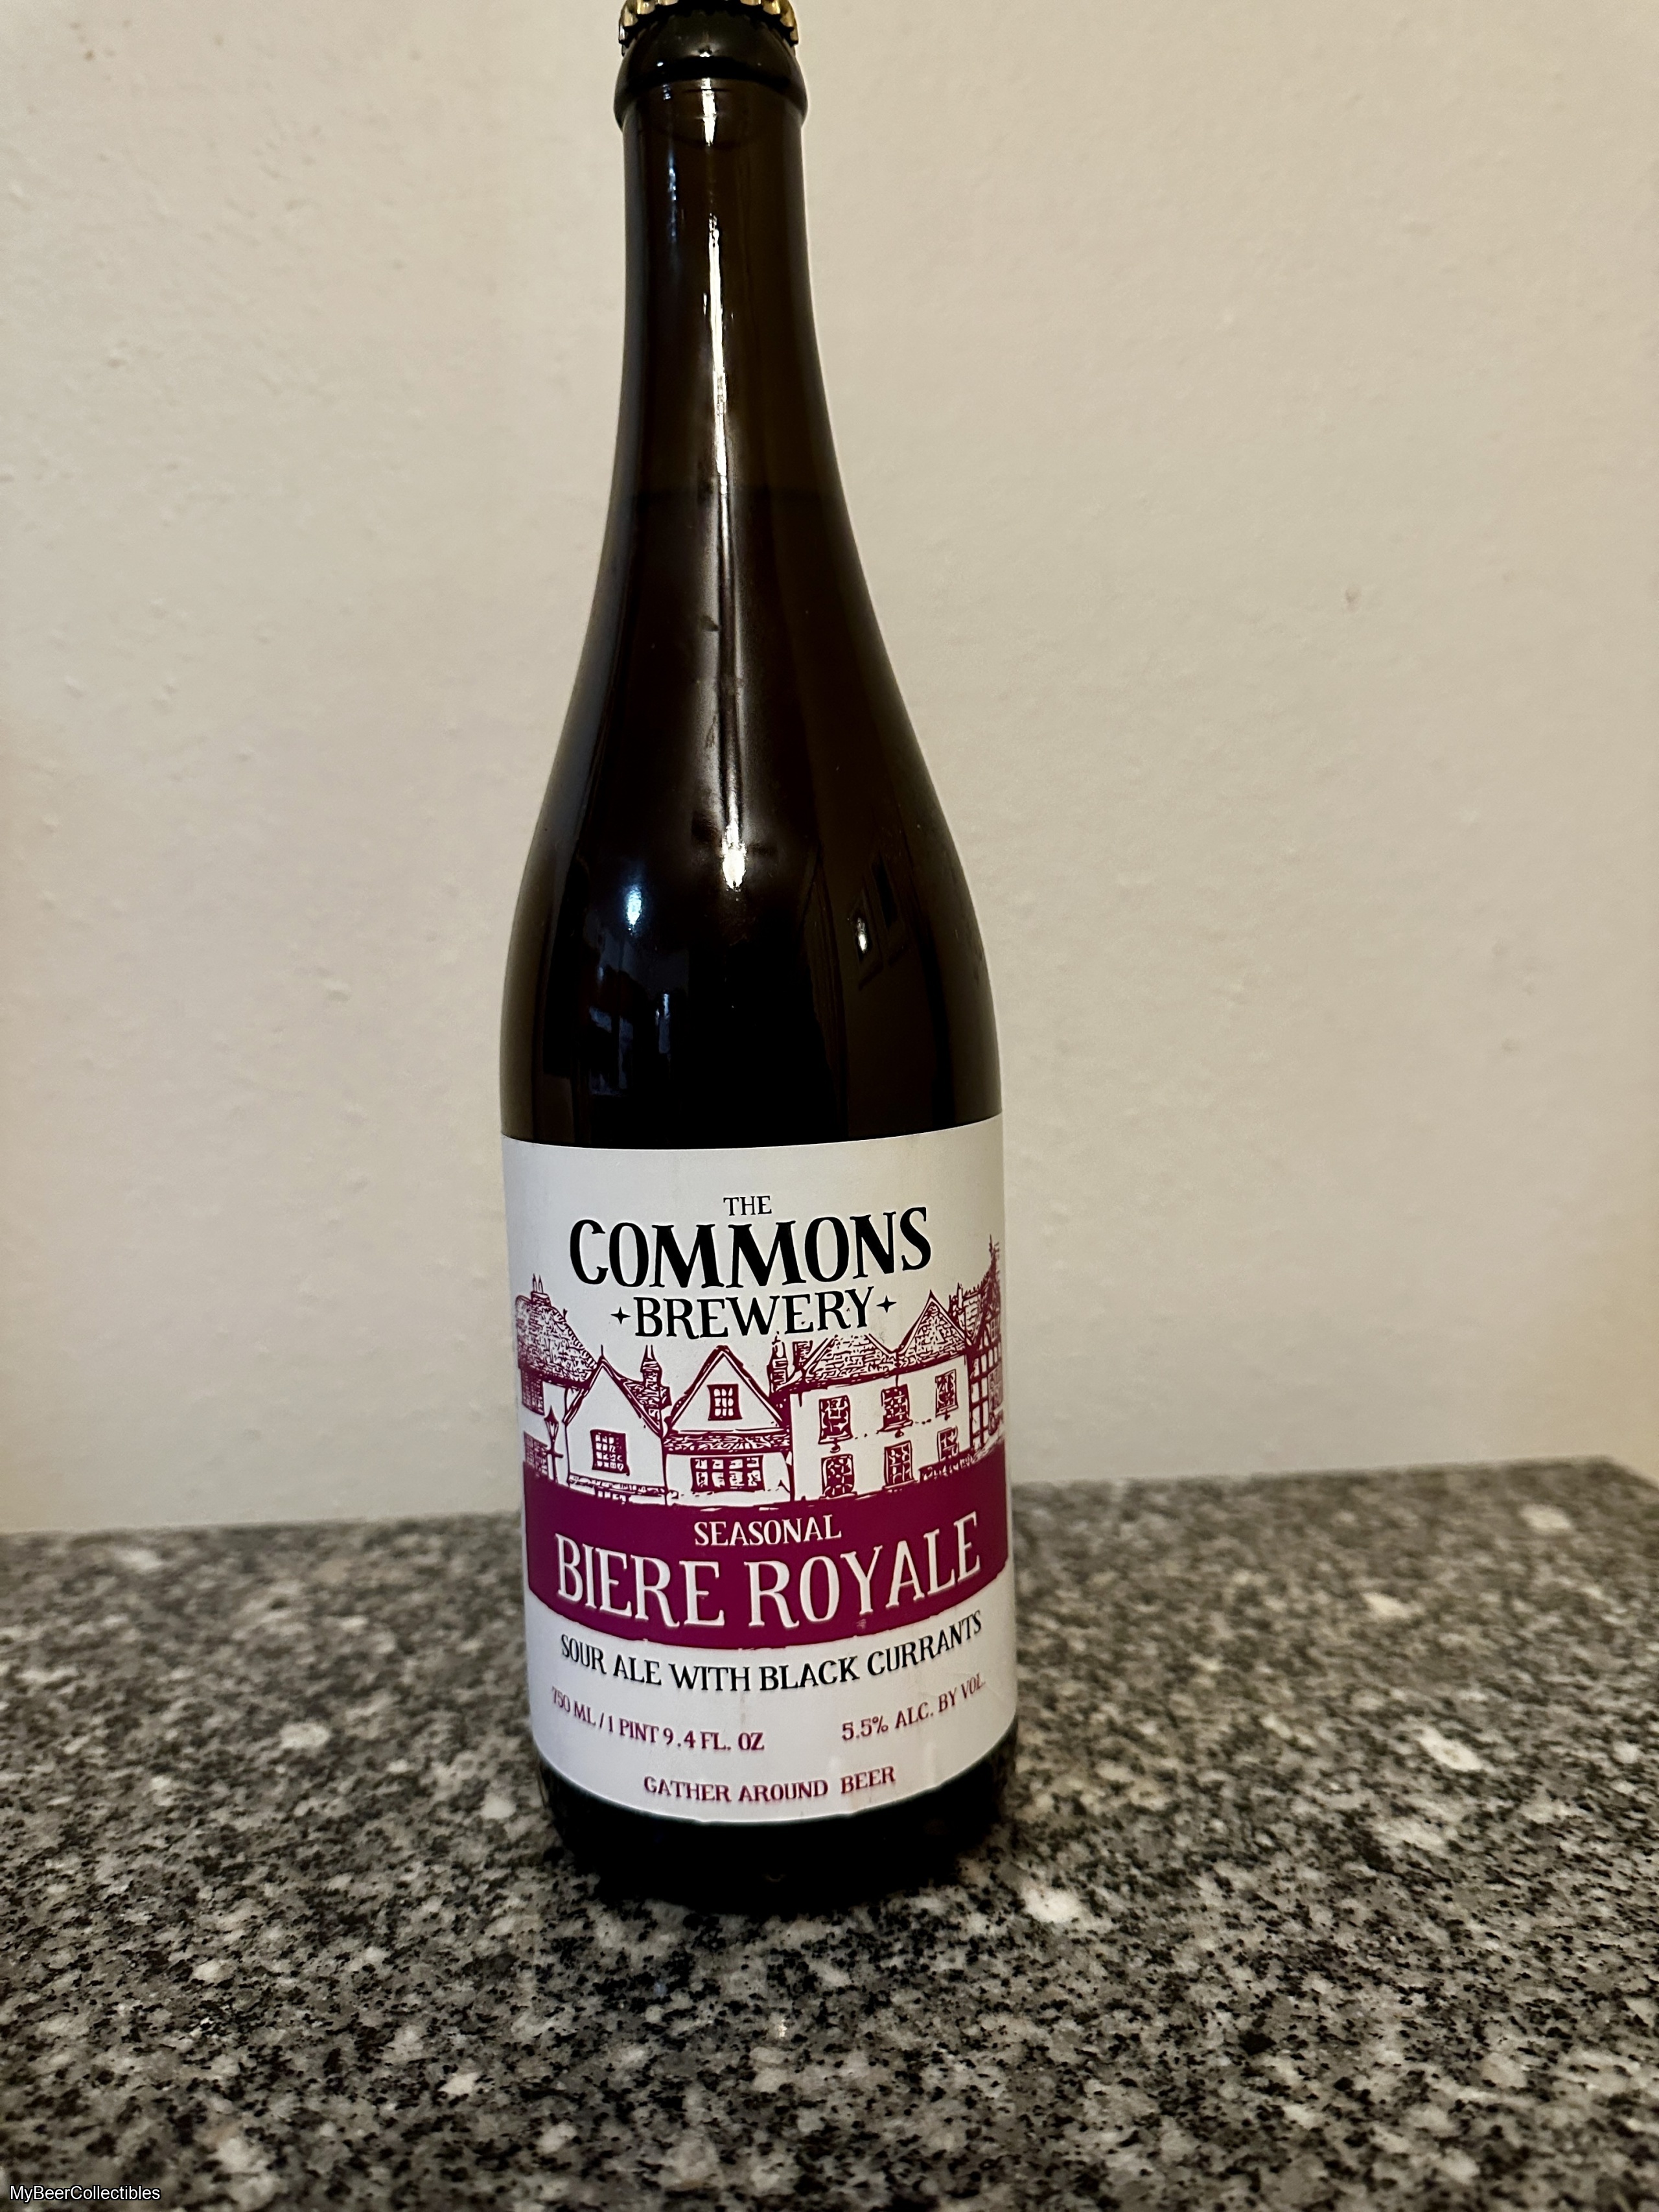 THE
COMMONS
BREWERY
SEASONAL
BIERE ROYALE
SOUR ALE WITH BLACK CURRANTS
750 ML / 1 PINT 9.4 FL. OZ
5.5% ALC. BY VOL.
GATHER AROUND BEER
MyBeerCollectibles